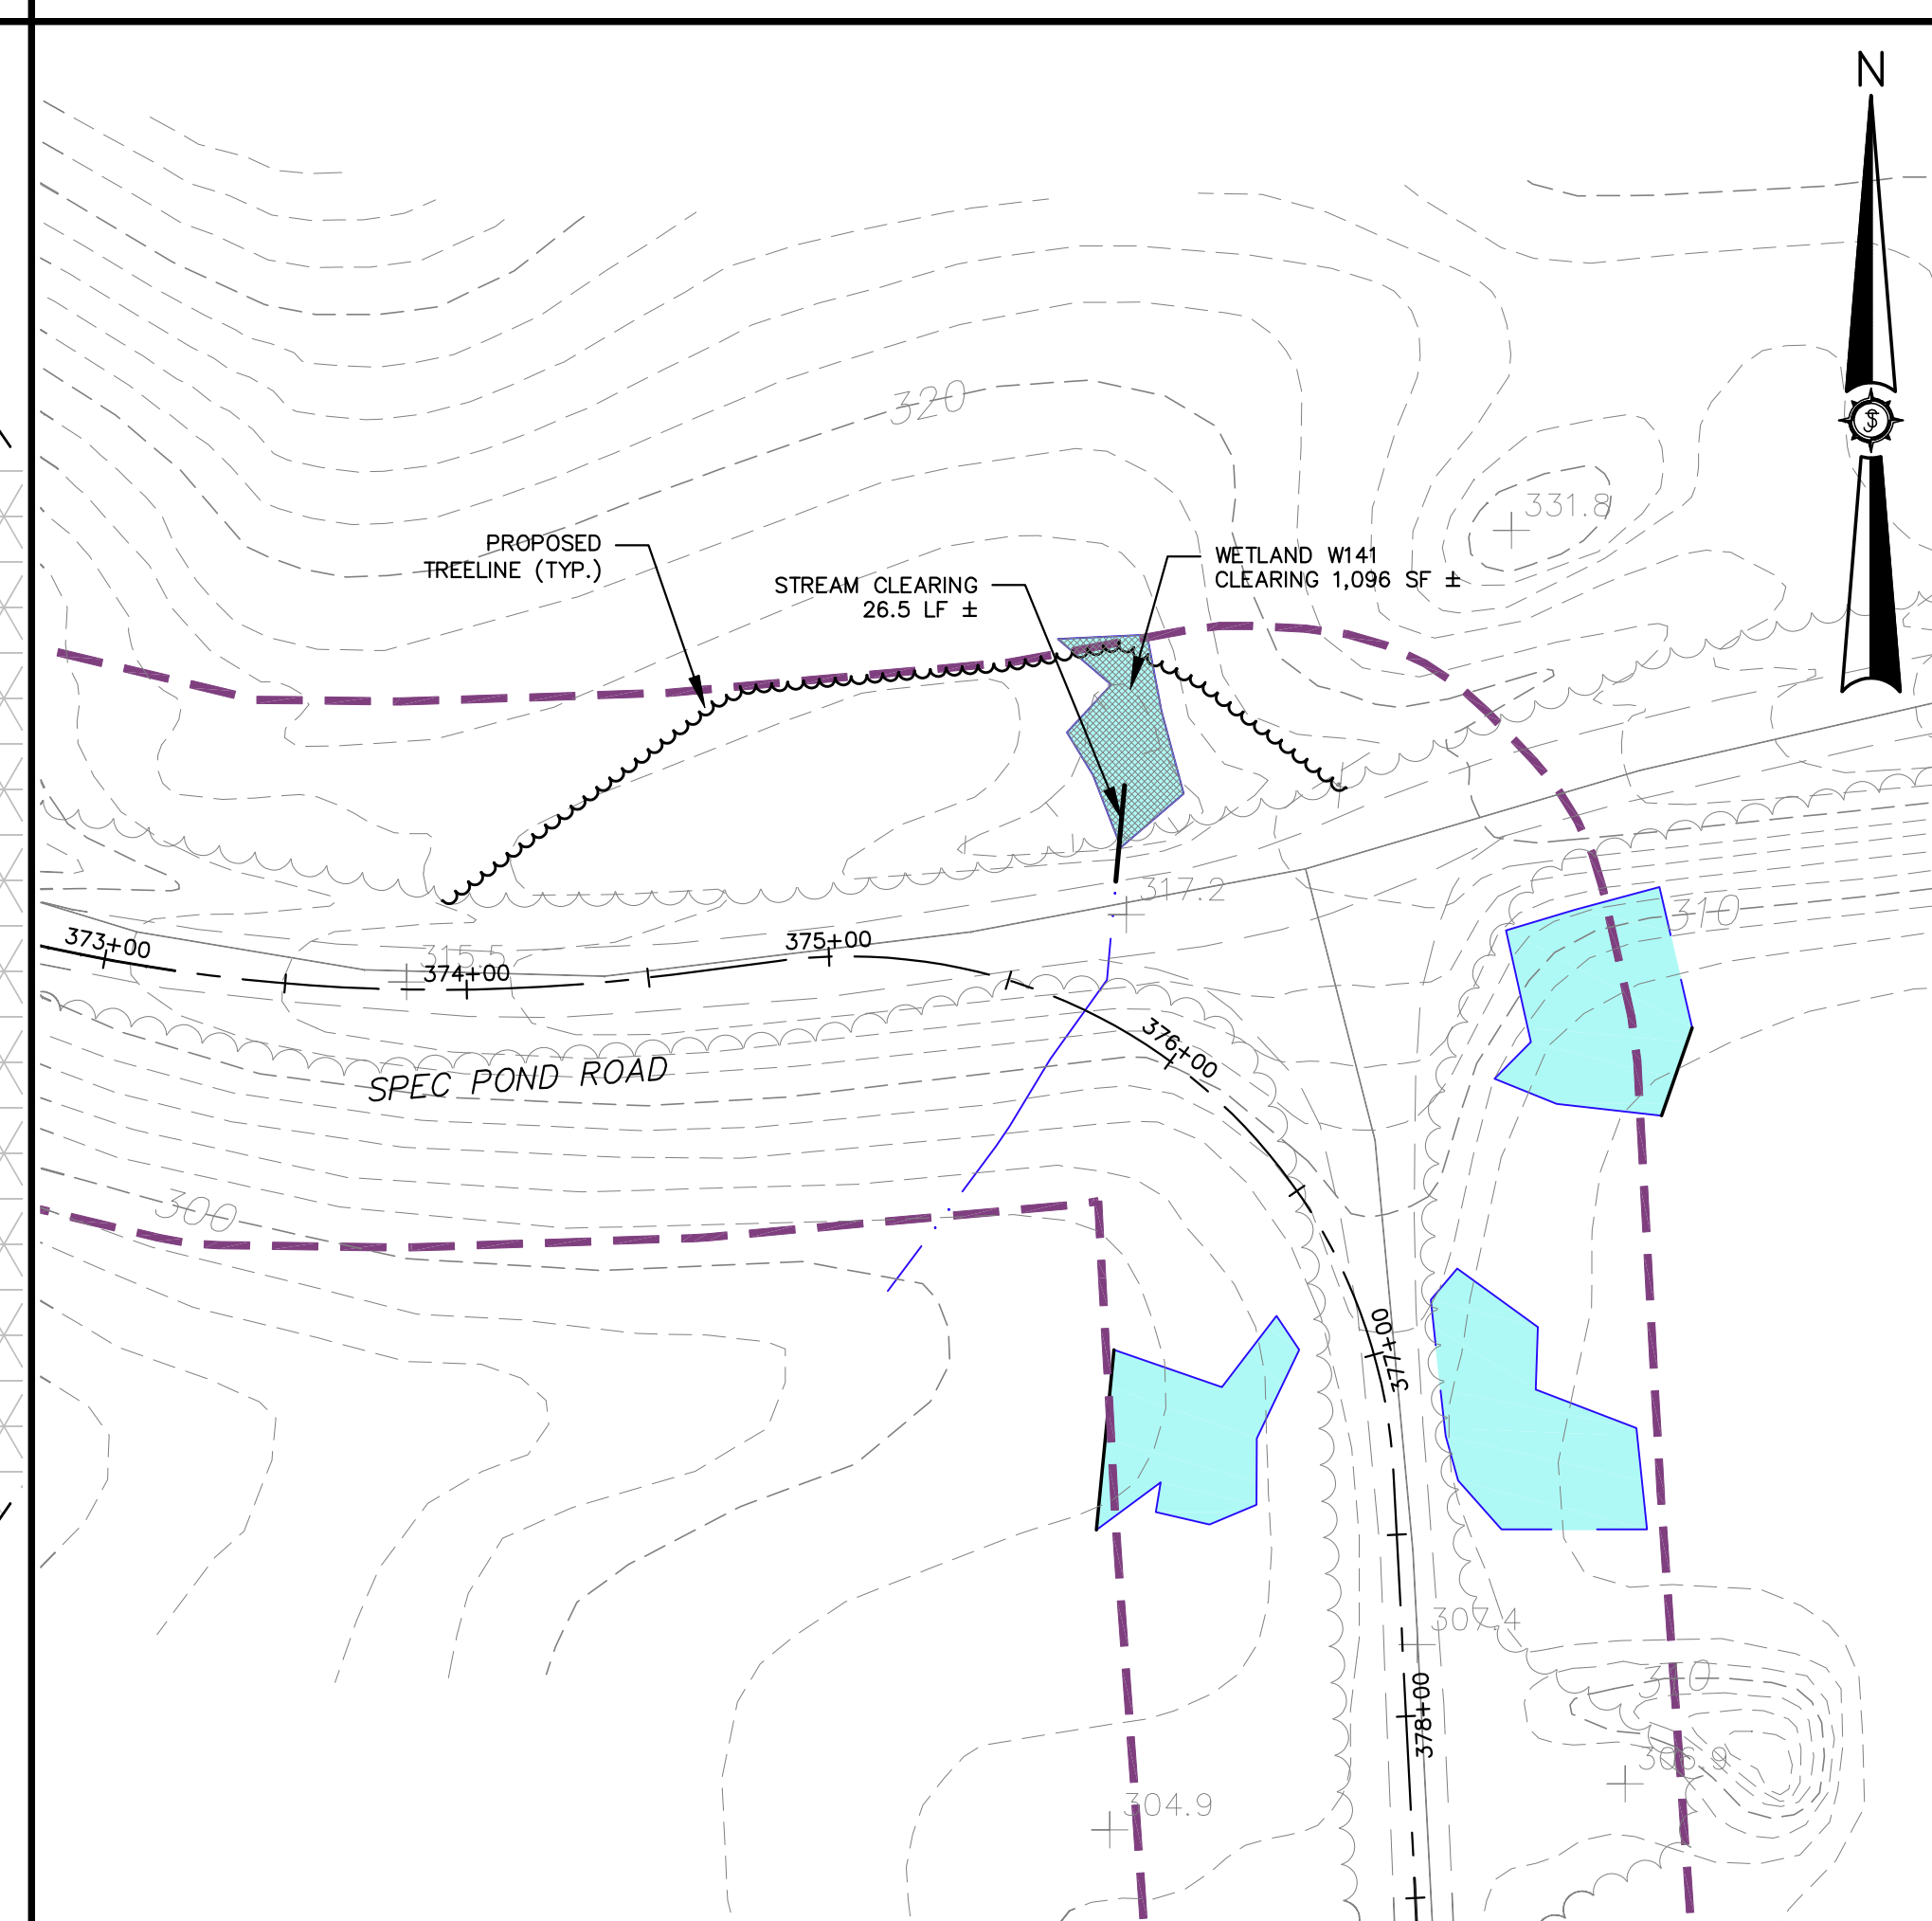 N
320
331.8
PROPOSED
TREELINE (TYP.)
STREAM CLEARING
26.5 LF ±
WETLAND W141
CLEARING 1,096 SF ±
317.2
310
373+00
315.5
374+00
375+00
376+00
SPEC POND ROAD
300
377+00
307.4
310
378+00
306.9
304.9